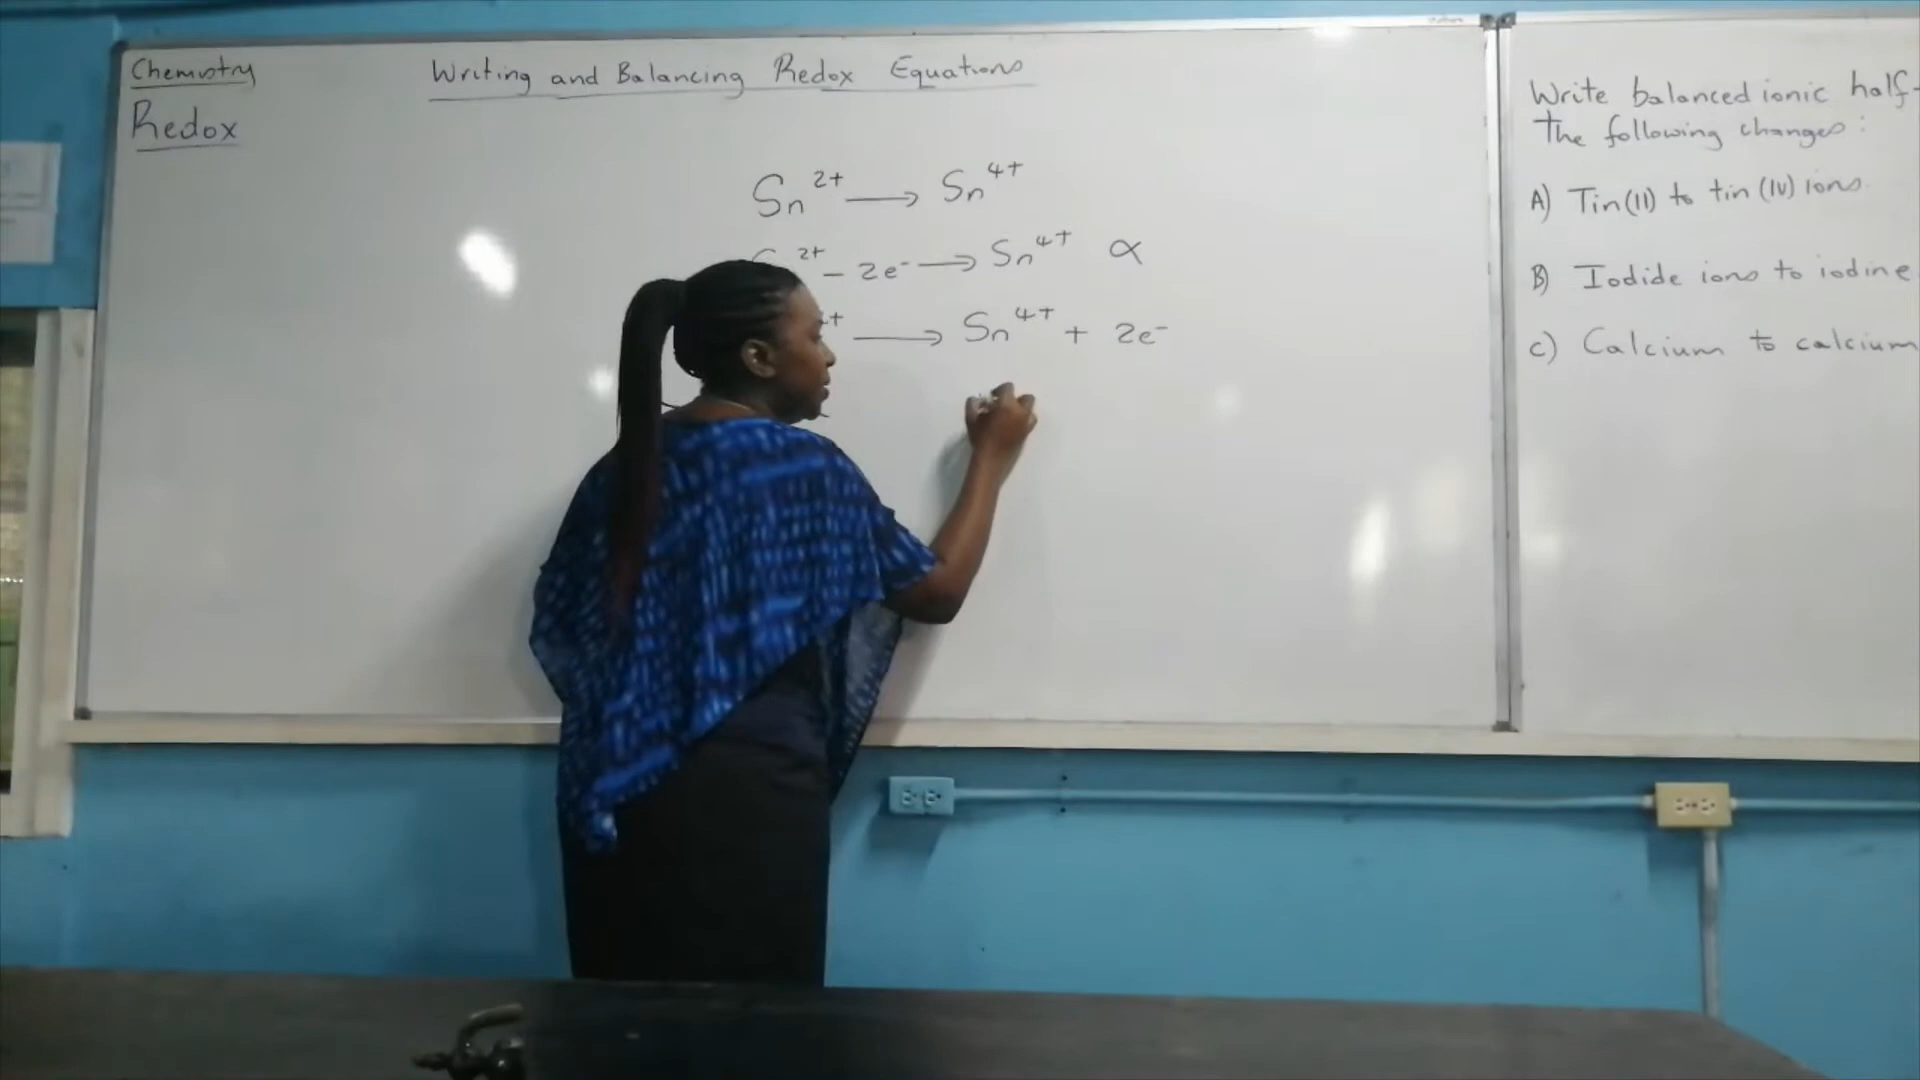 Chemistry
Redox
Writing and Balancing Redox Equations
Sn²⁺ ⟶ Sn⁴⁺
²⁺ – 2e⁻ ⟶ Sn⁴⁺ α
⁺ ⟶ Sn⁴⁺ + 2e⁻
Write balanced ionic half-
the following changes:
A) Tin(II) to tin (IV) ions.
B) Iodide ions to iodine
C) Calcium to calcium